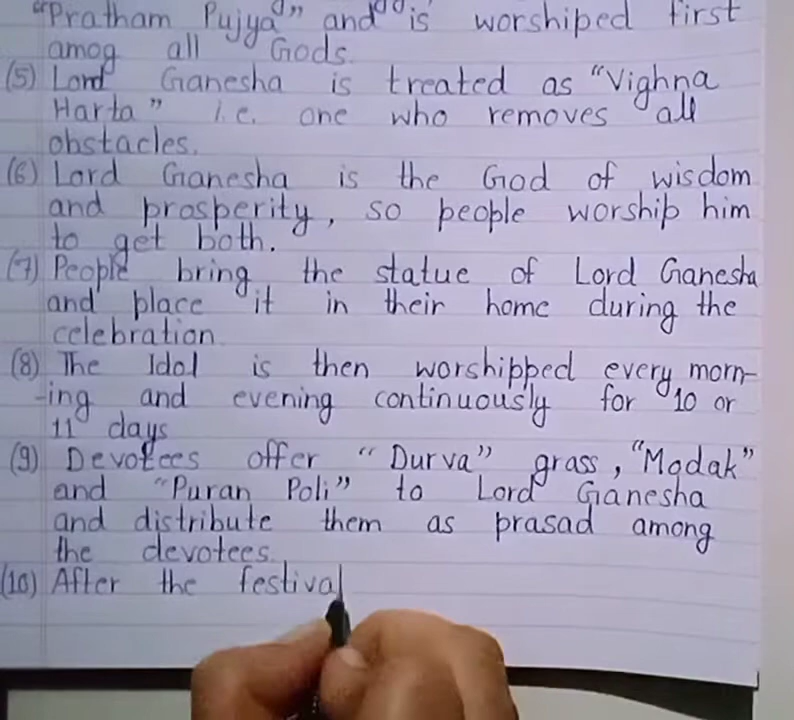 "Pratham Pujya" and is worshiped first
amog all Gods.
(5) Lord Ganesha is treated as "Vighna
Harta" i.e. one who removes all
obstacles.
(6) Lord Ganesha is the God of wisdom
and prosperity, so people worship him
to get both.
(7) People bring the statue of Lord Ganesha
and place it in their home during the
celebration
(8) The Idol is then worshipped every morn-
-ing and evening continuously for 10 or
11 days
(9) Devotees offer "Durva" grass, "Modak"
and "Puran Poli" to Lord Ganesha
and distribute them as prasad among
the devotees.
(10) After the festival